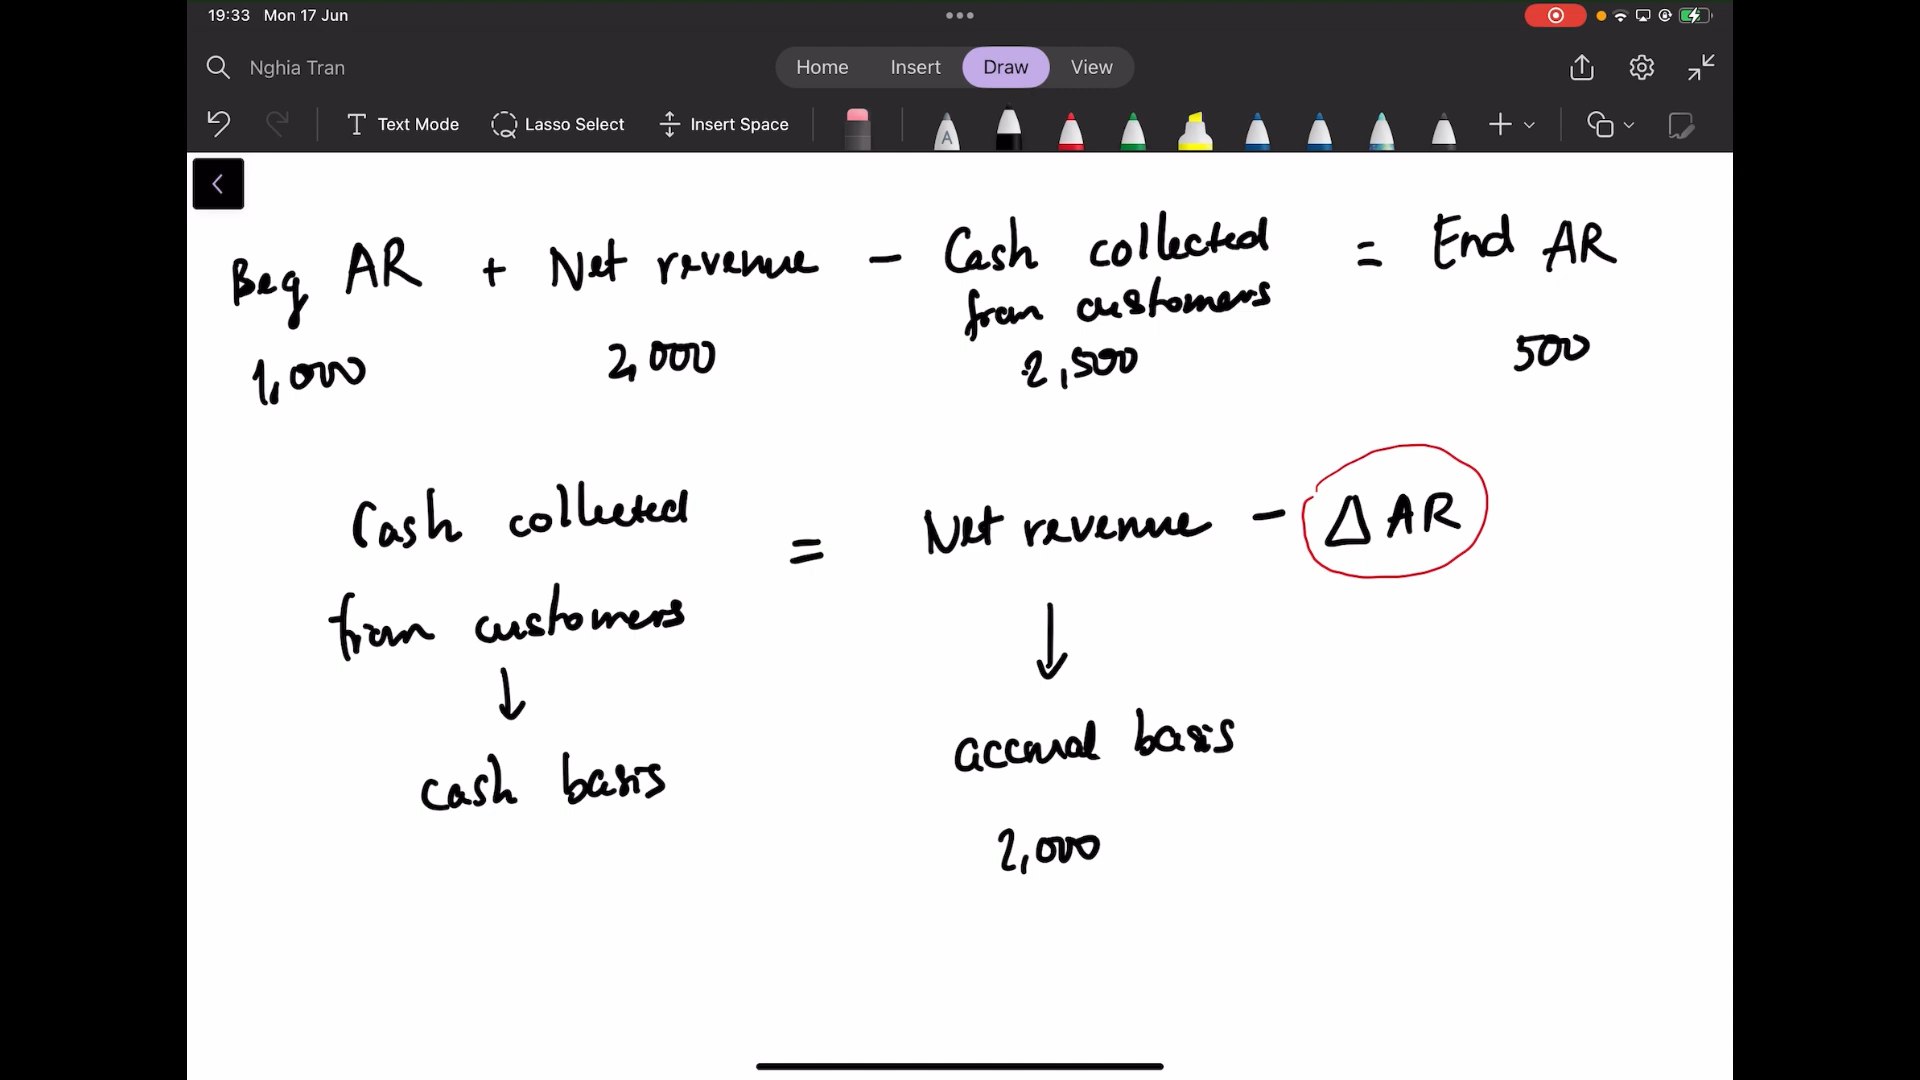 19:33 Mon 17 Jun
Nghia Tran
Home Insert Draw View
Text Mode Lasso Select Insert Space
A
Beg AR + Net revenue - Cash collected = End AR
from customers
1,000 2,000 2,500 500
Cash collected = Net revenue - Δ AR
from customers
↓ ↓
cash basis accrual basis
2,000